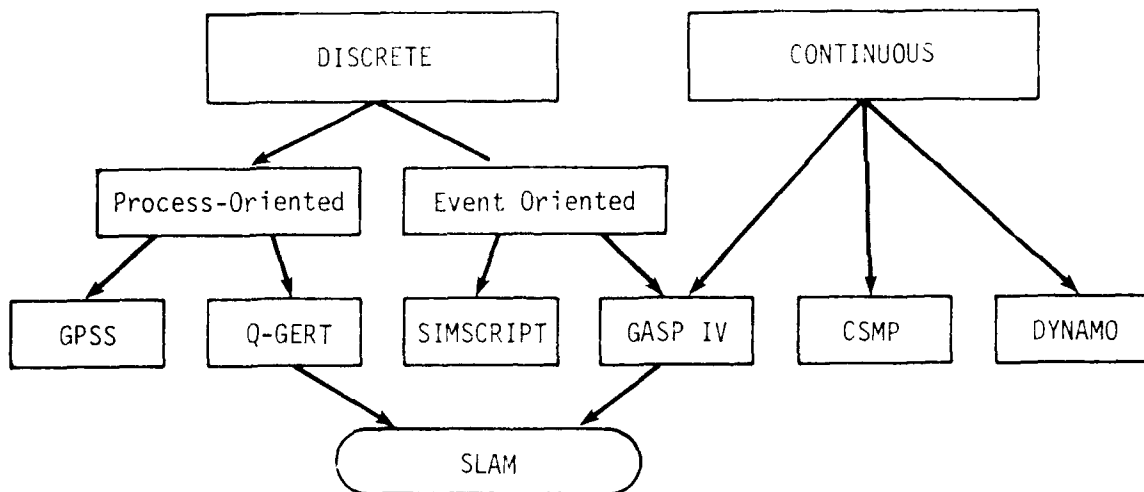 DISCRETE
CONTINUOUS
Process-Oriented
Event Oriented
GPSS
Q-GERT
SIMSCRIPT
GASP IV
CSMP
DYNAMO
SLAM